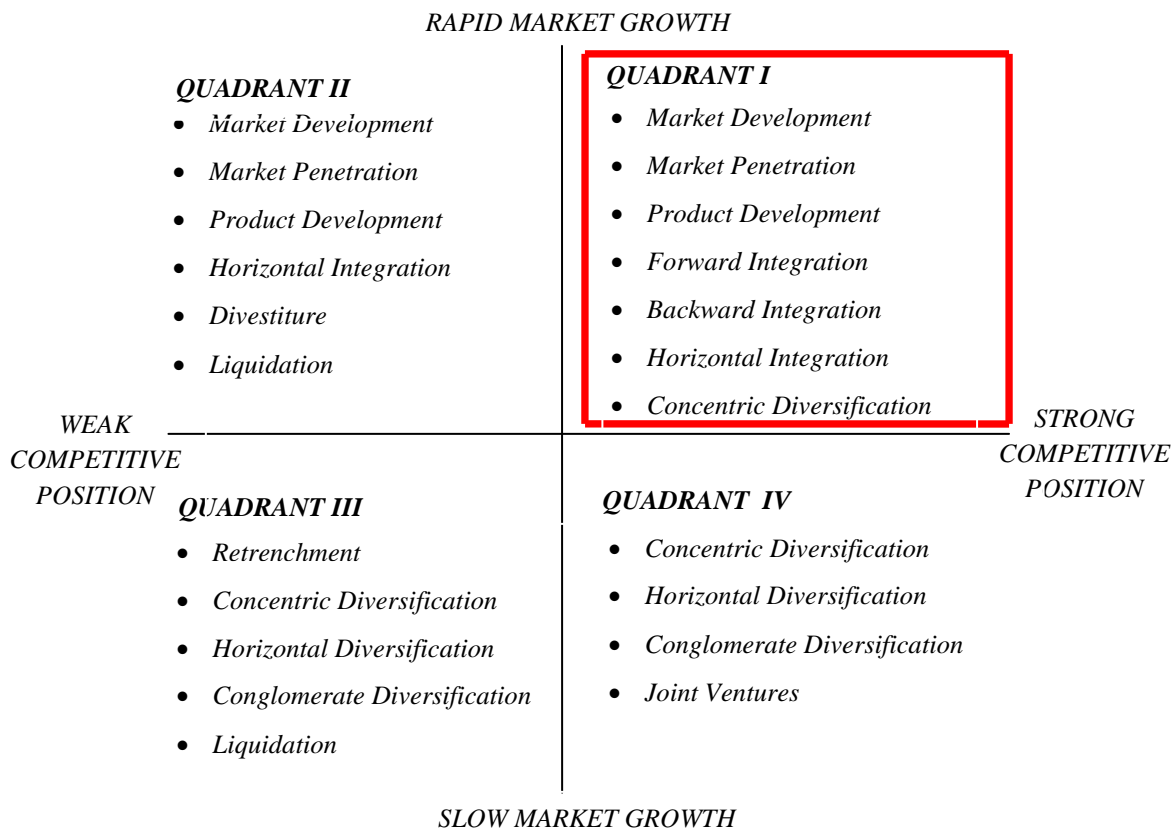 RAPID MARKET GROWTH
QUADRANT II
• Market Development
• Market Penetration
• Product Development
• Horizontal Integration
• Divestiture
• Liquidation
QUADRANT I
• Market Development
• Market Penetration
• Product Development
• Forward Integration
• Backward Integration
• Horizontal Integration
• Concentric Diversification
WEAK
COMPETITIVE
POSITION
STRONG
COMPETITIVE
POSITION
QUADRANT III
• Retrenchment
• Concentric Diversification
• Horizontal Diversification
• Conglomerate Diversification
• Liquidation
QUADRANT IV
• Concentric Diversification
• Horizontal Diversification
• Conglomerate Diversification
• Joint Ventures
SLOW MARKET GROWTH